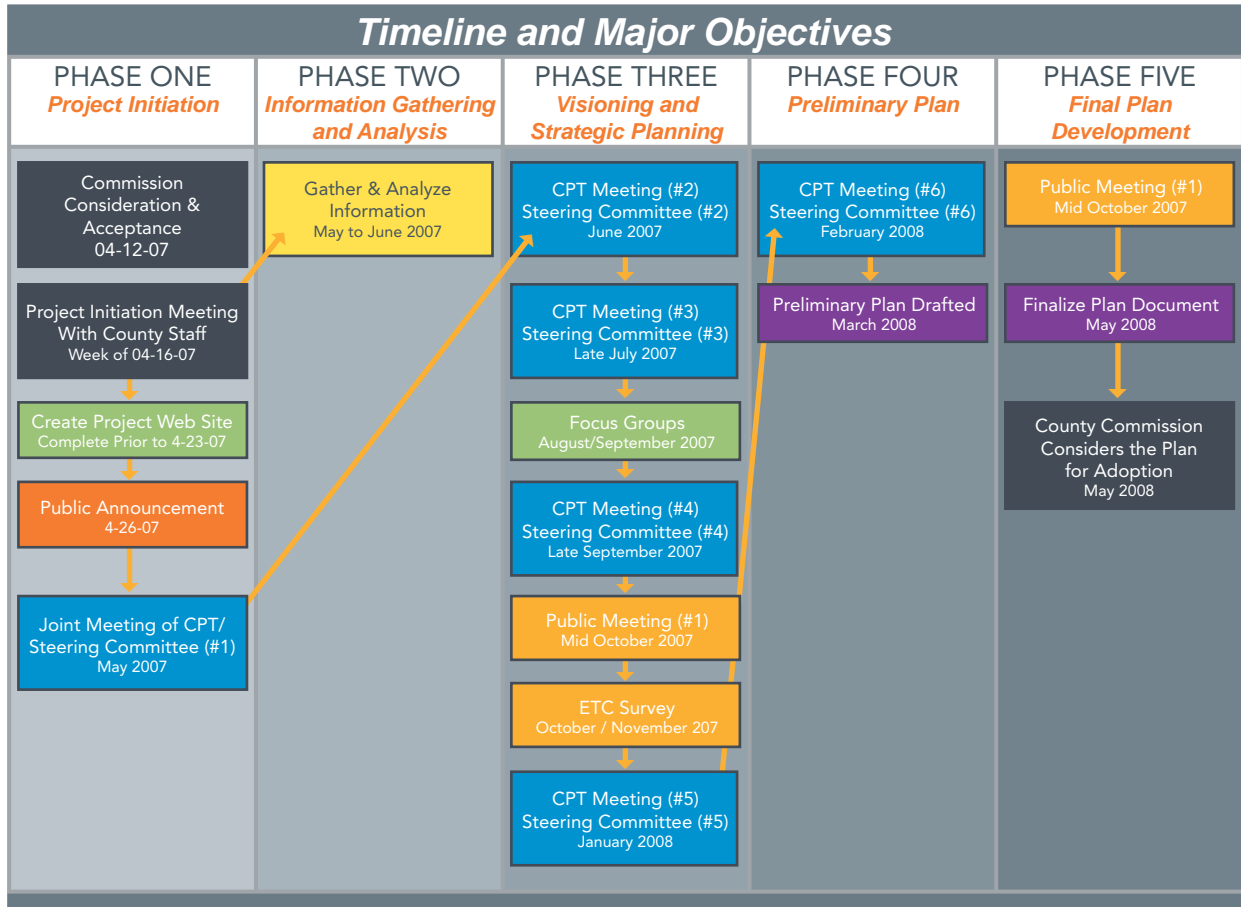 Timeline and Major Objectives
PHASE ONE
Project Initiation
Commission
Consideration &
Acceptance
04-12-07
Project Initiation Meeting
With County Staff
Week of 04-16-07
Create Project Web Site
Complete Prior to 4-23-07
Public Announcement
4-26-07
Joint Meeting of CPT/
Steering Committee (#1)
May 2007
PHASE TWO
Information Gathering
and Analysis
Gather & Analyze
Information
May to June 2007
PHASE THREE
Visioning and
Strategic Planning
CPT Meeting (#2)
Steering Committee (#2)
June 2007
CPT Meeting (#3)
Steering Committee (#3)
Late July 2007
Focus Groups
August/September 2007
CPT Meeting (#4)
Steering Committee (#4)
Late September 2007
Public Meeting (#1)
Mid October 2007
ETC Survey
October / November 207
CPT Meeting (#5)
Steering Committee (#5)
January 2008
PHASE FOUR
Preliminary Plan
CPT Meeting (#6)
Steering Committee (#6)
February 2008
Preliminary Plan Drafted
March 2008
PHASE FIVE
Final Plan
Development
Public Meeting (#1)
Mid October 2007
Finalize Plan Document
May 2008
County Commission
Considers the Plan
for Adoption
May 2008